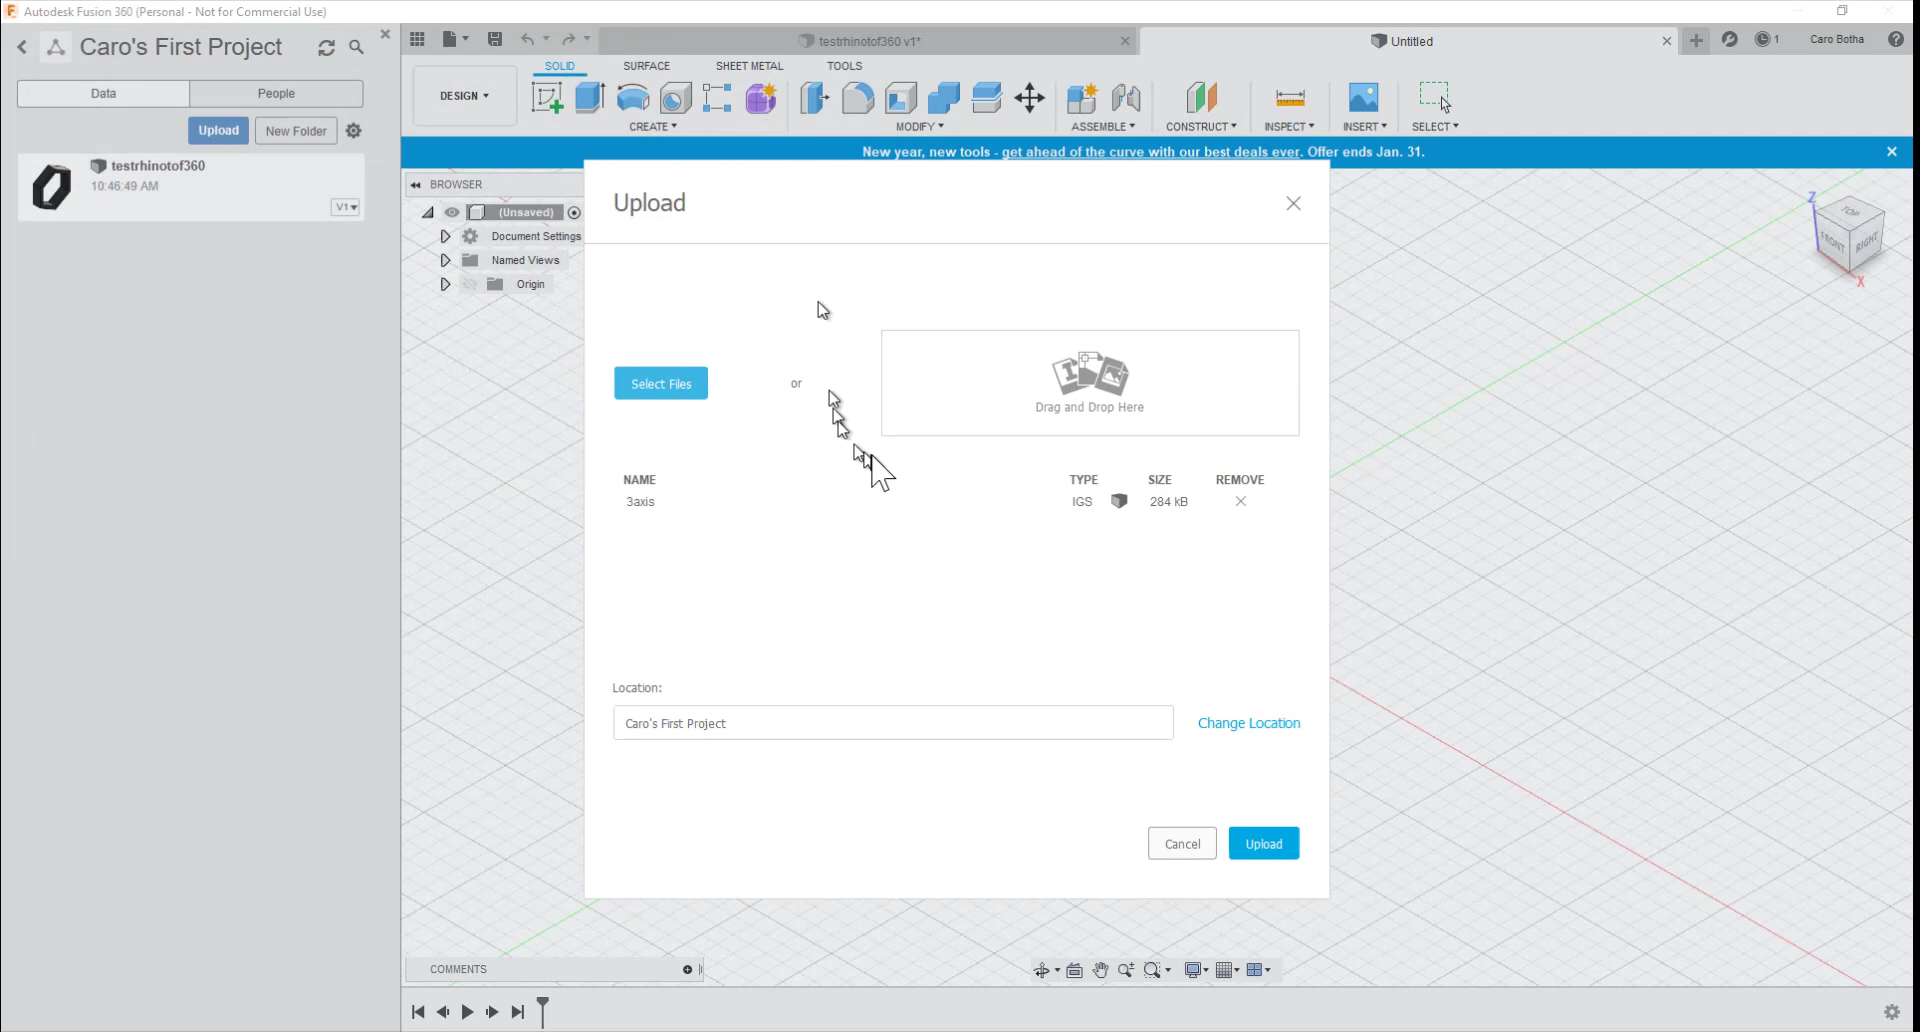 Autodesk Fusion 360 (Personal - Not for Commercial Use)
Caro's First Project
Data
People
Upload
New Folder
testrhinotof360
10:46:49 AM
V1
testrhinotof360 v1*
Untitled
1
Caro Botha
DESIGN
SOLID
SURFACE
SHEET METAL
TOOLS
CREATE
MODIFY
ASSEMBLE
CONSTRUCT
INSPECT
INSERT
SELECT
New year, new tools - get ahead of the curve with our best deals ever. Offer ends Jan. 31.
BROWSER
(Unsaved)
Document Settings
Named Views
Origin
Z
TOP
FRONT
RIGHT
X
Upload
Select Files
or
Drag and Drop Here
NAME
TYPE
SIZE
REMOVE
3axis
IGS
284 kB
Location:
Caro's First Project
Change Location
Cancel
Upload
COMMENTS